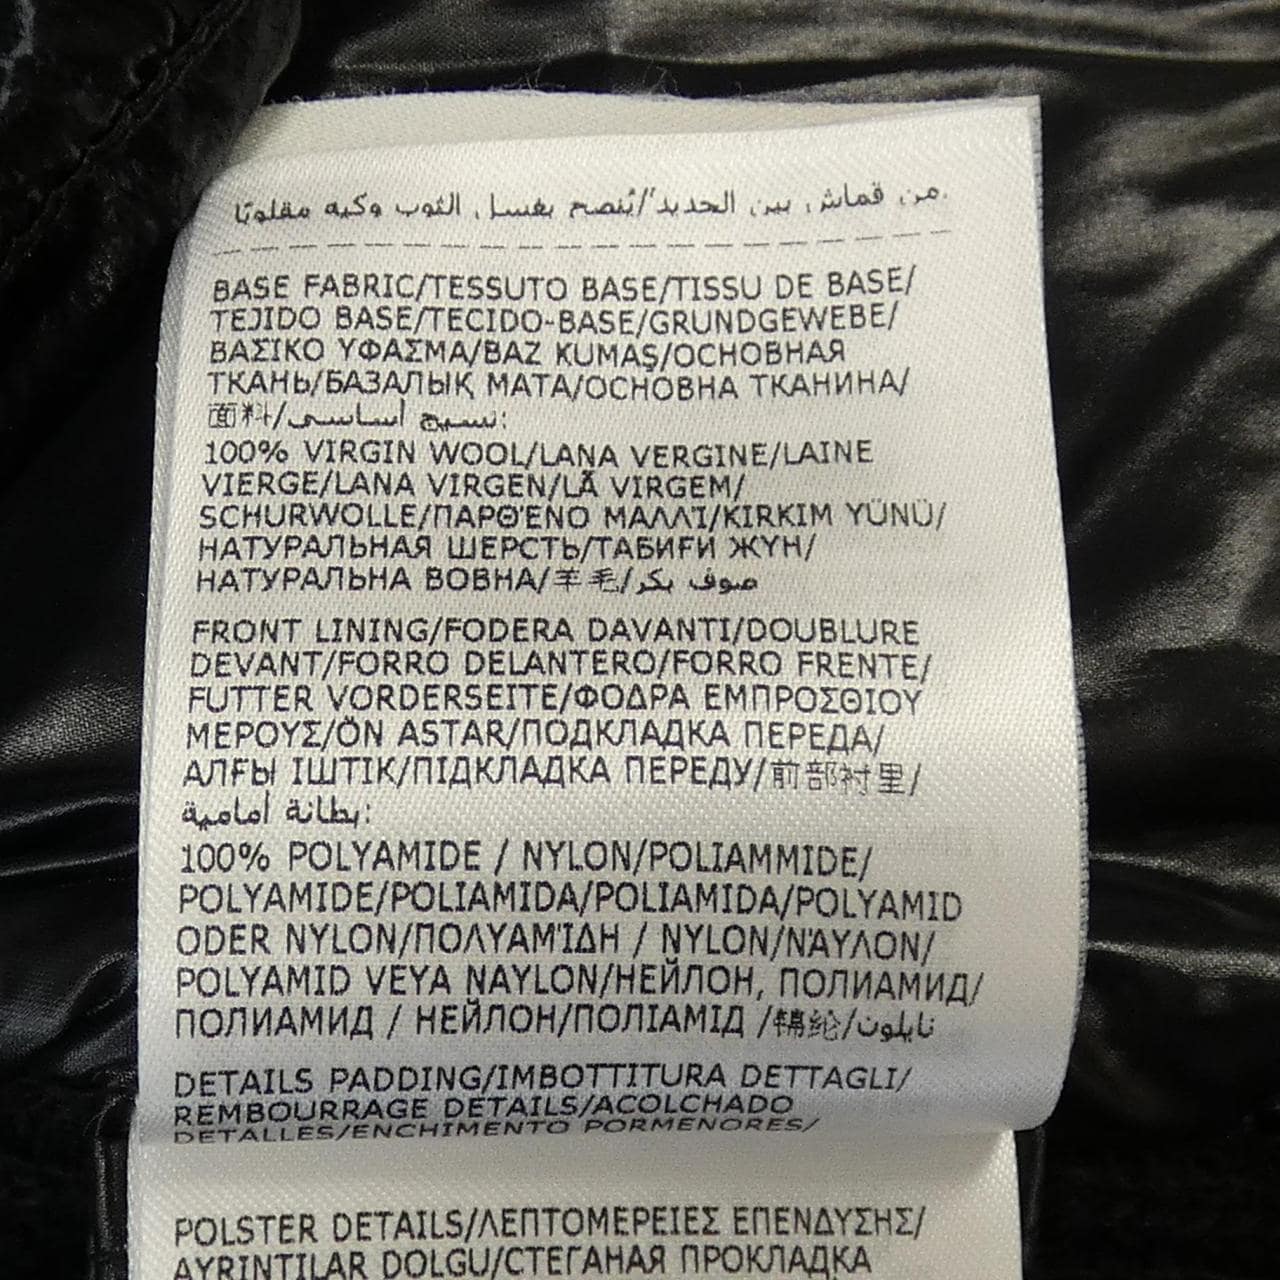 من قماش بين الحديد/يُنصح بغسل الثوب وكيه مقلوبًا.
BASE FABRIC/TESSUTO BASE/TISSU DE BASE/
TEJIDO BASE/TECIDO-BASE/GRUNDGEWEBE/
ΒΑΣΙΚΟ ΥΦΑΣΜΑ/BAZ KUMAŞ/ОСНОВНАЯ
ТКАНЬ/БАЗАЛЫҚ МАТА/ОСНОВНА ТКАНИНА/
面料/نسيج أساسي:
100% VIRGIN WOOL/LANA VERGINE/LAINE
VIERGE/LANA VIRGEN/LÃ VIRGEM/
SCHURWOLLE/ΠΑΡΘΈΝΟ ΜΑΛΛΊ/KIRKIM YÜNÜ/
НАТУРАЛЬНАЯ ШЕРСТЬ/ТАБИҒИ ЖҮН/
НАТУРАЛЬНА ВОВНА/羊毛/صوف بكر
FRONT LINING/FODERA DAVANTI/DOUBLURE
DEVANT/FORRO DELANTERO/FORRO FRENTE/
FUTTER VORDERSEITE/ΦΟΔΡΑ ΕΜΠΡΟΣΘΙΟΥ
ΜΕΡΟΥΣ/ÖN ASTAR/ПОДКЛАДКА ПЕРЕДА/
АЛҒЫ ІШТІК/ПІДКЛАДКА ПЕРЕДУ/前部衬里/
بطانة أمامية:
100% POLYAMIDE / NYLON/POLIAMMIDE/
POLYAMIDE/POLIAMIDA/POLIAMIDA/POLYAMID
ODER NYLON/ΠΟΛΥΑΜΊΔΗ / NYLON/ΝΆΥΛΟΝ/
POLYAMID VEYA NAYLON/НЕЙЛОН, ПОЛИАМИД/
ПОЛИАМИД / НЕЙЛОН/ПОЛІАМІД /锦纶/نايلون
DETAILS PADDING/IMBOTTITURA DETTAGLI/
REMBOURRAGE DETAILS/ACOLCHADO
DETALLES/ENCHIMENTO PORMENORES/
POLSTER DETAILS/ΛΕΠΤΟΜΕΡΕΙΕΣ ΕΠΕΝΔΥΣΗΣ/
AYRINTILAR DOLGU/СТЕГАНАЯ ПРОКЛАДКА